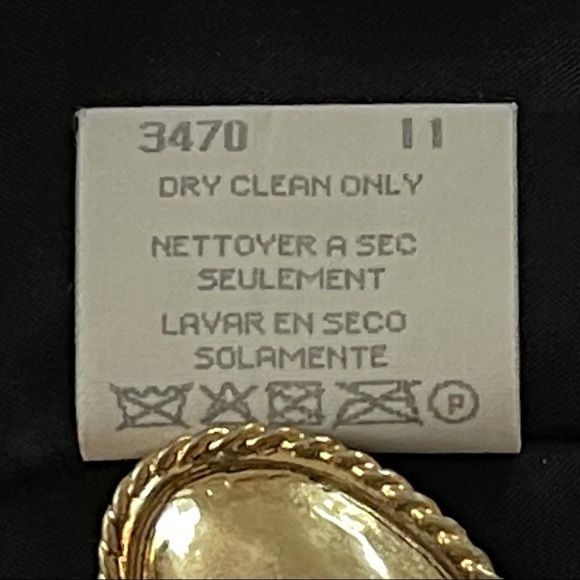 3470 11
DRY CLEAN ONLY
NETTOYER A SEC
SEULEMENT
LAVAR EN SECO
SOLAMENTE
P